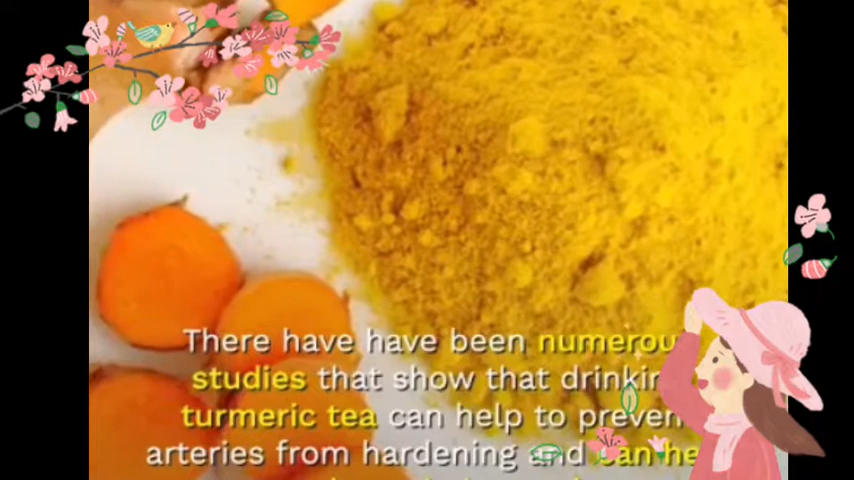 There have have been numerou
studies that show that drinkin
turmeric tea can help to preven
arteries from hardening and can he